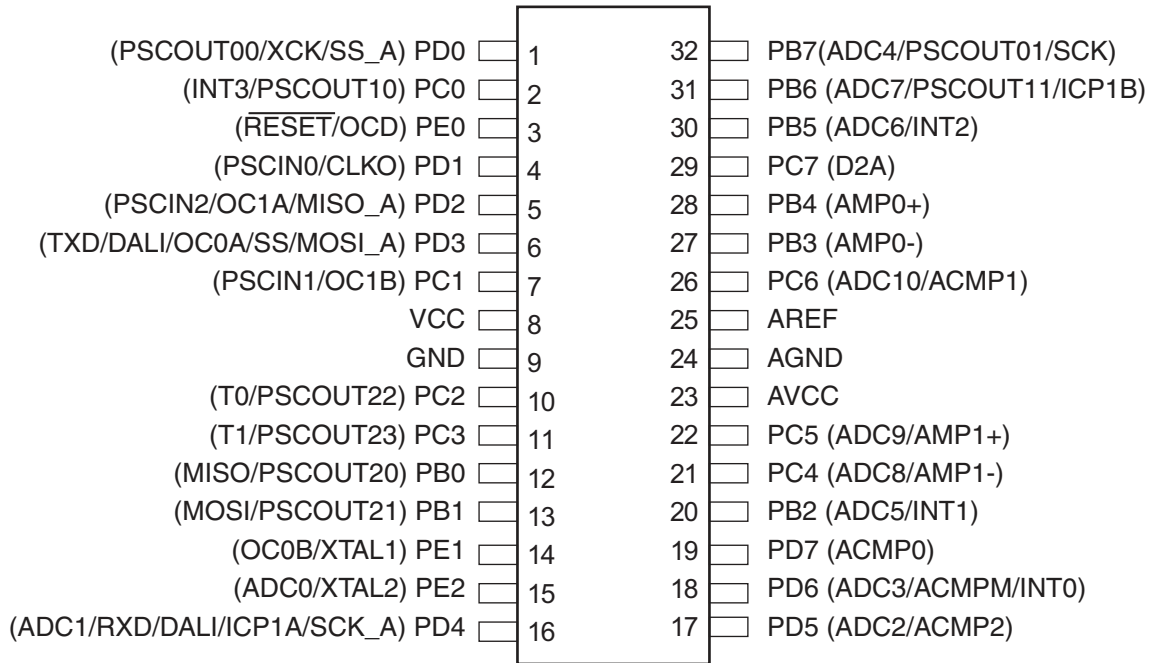 (PSCOUT00/XCK/SS_A) PD0 1 32 PB7(ADC4/PSCOUT01/SCK)
(INT3/PSCOUT10) PC0 2 31 PB6 (ADC7/PSCOUT11/ICP1B)
(RESET/OCD) PE0 3 30 PB5 (ADC6/INT2)
(PSCIN0/CLKO) PD1 4 29 PC7 (D2A)
(PSCIN2/OC1A/MISO_A) PD2 5 28 PB4 (AMP0+)
(TXD/DALI/OC0A/SS/MOSI_A) PD3 6 27 PB3 (AMP0-)
(PSCIN1/OC1B) PC1 7 26 PC6 (ADC10/ACMP1)
VCC 8 25 AREF
GND 9 24 AGND
(T0/PSCOUT22) PC2 10 23 AVCC
(T1/PSCOUT23) PC3 11 22 PC5 (ADC9/AMP1+)
(MISO/PSCOUT20) PB0 12 21 PC4 (ADC8/AMP1-)
(MOSI/PSCOUT21) PB1 13 20 PB2 (ADC5/INT1)
(OC0B/XTAL1) PE1 14 19 PD7 (ACMP0)
(ADC0/XTAL2) PE2 15 18 PD6 (ADC3/ACMPM/INT0)
(ADC1/RXD/DALI/ICP1A/SCK_A) PD4 16 17 PD5 (ADC2/ACMP2)